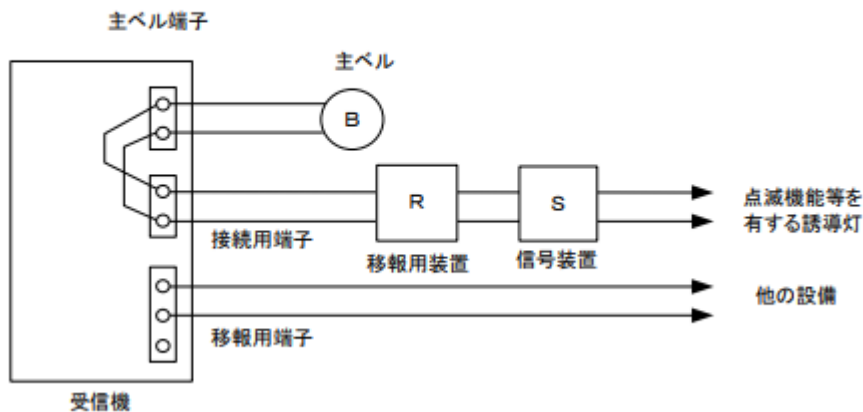 主ベル端子
主ベル
B
R
S
点滅機能等を
有する誘導灯
接続用端子
移報用装置
信号装置
他の設備
移報用端子
受信機